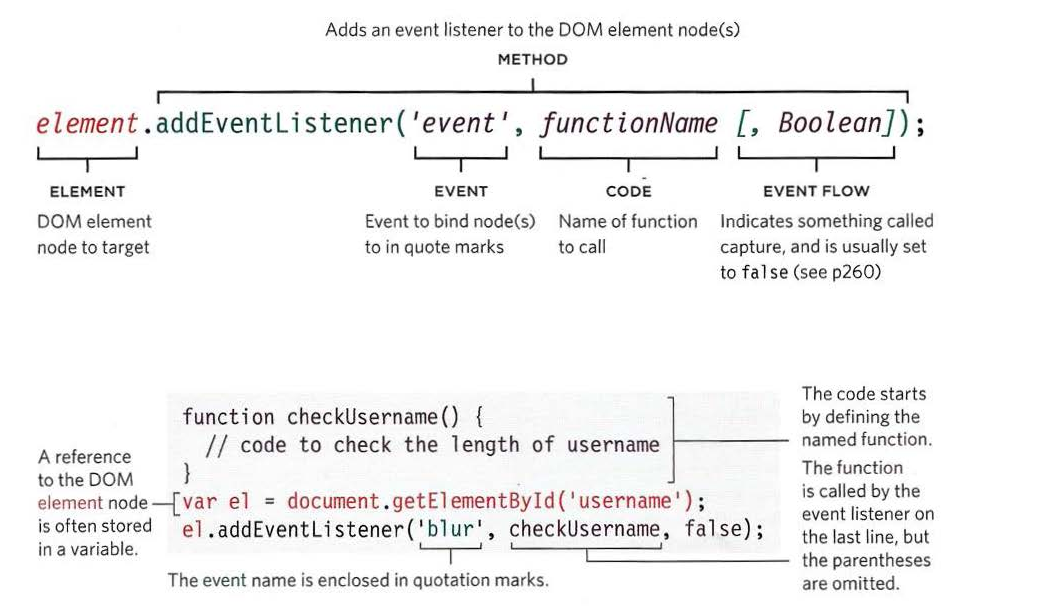 Adds an event listener to the DOM element node(s)
METHOD
element.addEventListener('event', functionName [, Boolean]);
ELEMENT
DOM element
node to target
EVENT
Event to bind node(s)
to in quote marks
CODE
Name of function
to call
EVENT FLOW
Indicates something called
capture, and is usually set
to false (see p260)
A reference
to the DOM
element node
is often stored
in a variable.
function checkUsername() {
// code to check the length of username
}
var el = document.getElementById('username');
el.addEventListener('blur', checkUsername, false);
The event name is enclosed in quotation marks.
The code starts
by defining the
named function.
The function
is called by the
event listener on
the last line, but
the parentheses
are omitted.